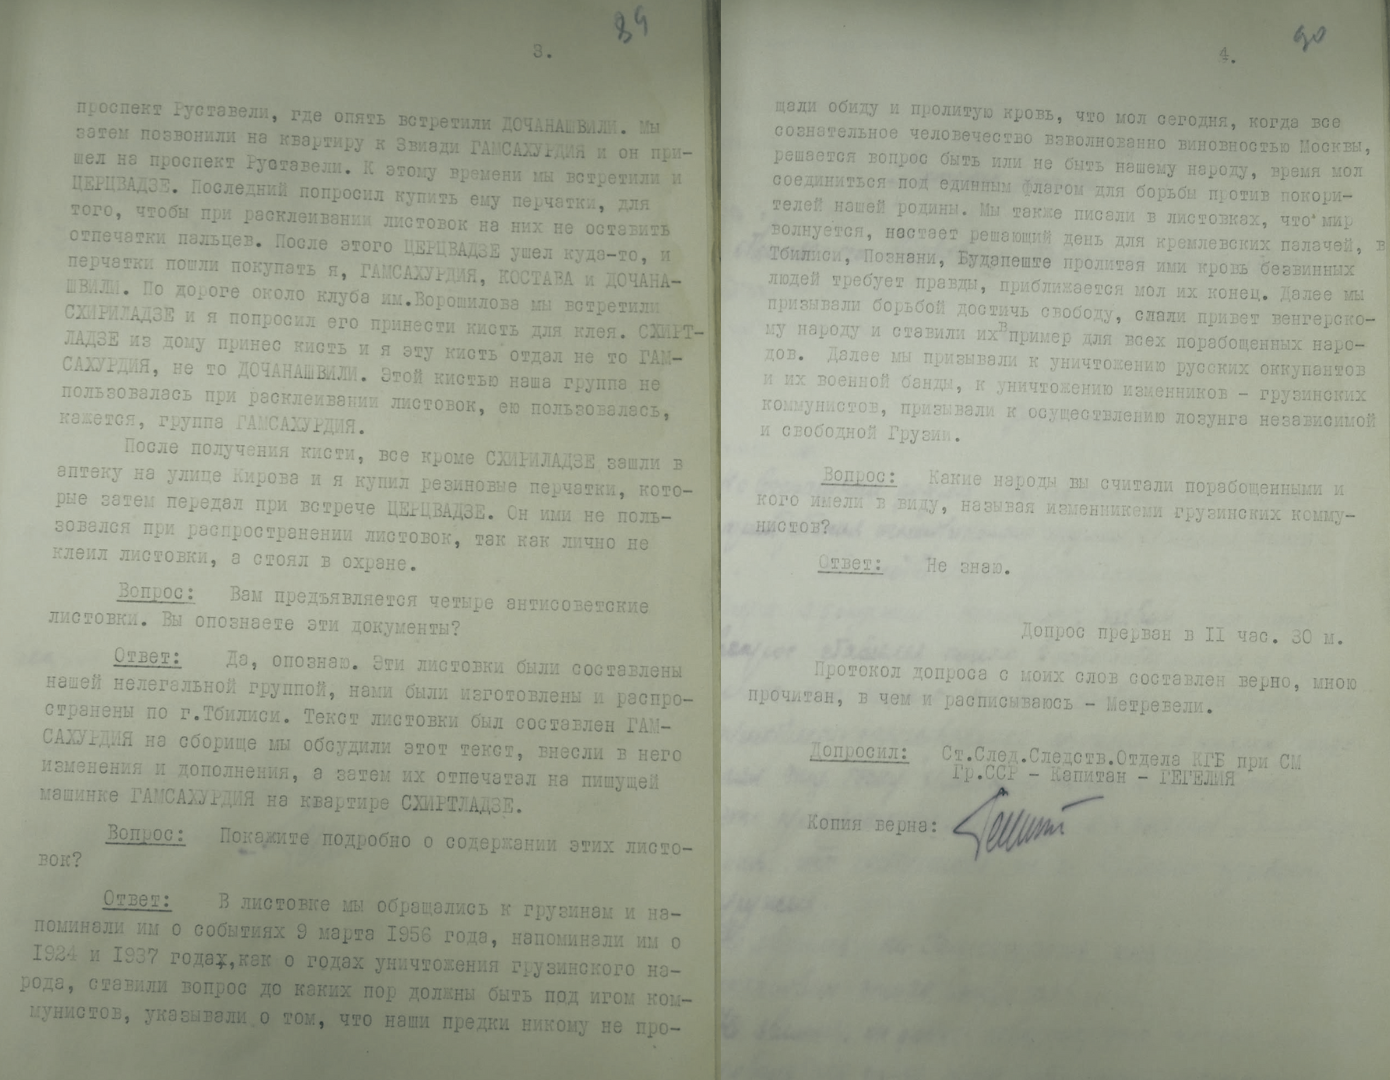 89
3.
проспект Руставели, где опять встретили ДОЧАНАШВИЛИ. Мы
затем позвонили на квартиру к Звиади ГАМСАХУРДИЯ и он при-
шел на проспект Руставели. К этому времени мы встретили и
ЦЕРЦВАДЗЕ. Последний попросил купить ему перчатки, для
того, чтобы при расклеивании листовок на них не оставить
отпечатки пальцев. После этого ЦЕРЦВАДЗЕ ушел куда-то, и
перчатки пошли покупать я, ГАМСАХУРДИЯ, КОСТАВА и ДОЧАНА-
ШВИЛИ. По дороге около клуба им.Ворошилова мы встретили
СХИРИЛАДЗЕ и я попросил его принести кисть для клея. СХИРТ-
ЛАДЗЕ из дому принес кисть и я эту кисть отдал не то ГАМ-
САХУРДИЯ, не то ДОЧАНАШВИЛИ. Этой кистью наша группа не
пользовалась при расклеивании листовок, ею пользовалась,
кажется, группа ГАМСАХУРДИЯ.
После получения кисти, все кроме СХИРИЛАДЗЕ зашли в
аптеку на улице Кирова и я купил резиновые перчатки, кото-
рые затем передал при встрече ЦЕРЦВАДЗЕ. Он ими не поль-
зовался при распространении листовок, так как лично не
клеил листовки, а стоял в охране.
Вопрос: Вам предъявляется четыре антисоветские
листовки. Вы опознаете эти документы?
Ответ: Да, опознаю. Эти листовки были составлены
нашей нелегальной группой, нами были изготовлены и распро-
странены по г.Тбилиси. Текст листовки был составлен ГАМ-
САХУРДИЯ на сборище мы обсудили этот текст, внесли в него
изменения и дополнения, а затем их отпечатал на пишущей
машинке ГАМСАХУРДИЯ на квартире СХИРТЛАДЗЕ.
Вопрос: Покажите подробно о содержании этих листо-
вок?
Ответ: В листовке мы обращались к грузинам и на-
поминали им о событиях 9 марта 1956 года, напоминали им о
1924 и 1937 годах,как о годах уничтожения грузинского на-
рода, ставили вопрос до каких пор должны быть под игом ком-
мунистов, указывали о том, что наши предки никому не про-
90
4.
щали обиду и пролитую кровь, что мол сегодня, когда все
сознательное человечество взволнованно виновностью Москвы,
решается вопрос быть или не быть нашему народу, время мол
соединиться под единным флагом для борьбы против покори-
телей нашей родины. Мы также писали в листовках, что мир
волнуется, настает решающий день для кремлевских палачей, в
Тбилиси, Познани, Будапеште пролитая ими кровь безвинных
людей требует правды, приближается мол их конец. Далее мы
призывали борьбой достичь свободу, слали привет венгерско-
му народу и ставили их в пример для всех порабощенных наро-
дов. Далее мы призывали к уничтожению русских оккупантов
и их военной банды, к уничтожению изменников - грузинских
коммунистов, призывали к осуществлению лозунга независимой
и свободной Грузии.
Вопрос: Какие народы вы считали порабощенными и
кого имели в виду, называя изменникеми грузинских комму-
нистов?
Ответ: Не знаю.
Допрос прерван в II час. 30 м.
Протокол допроса с моих слов составлен верно, мною
прочитан, в чем и расписываюсь - Метревели.
Допросил: Ст.След.Следств.Отдела КГБ при СМ
Гр.ССР - Капитан - ГЕГЕЛИЯ
Копия верна: